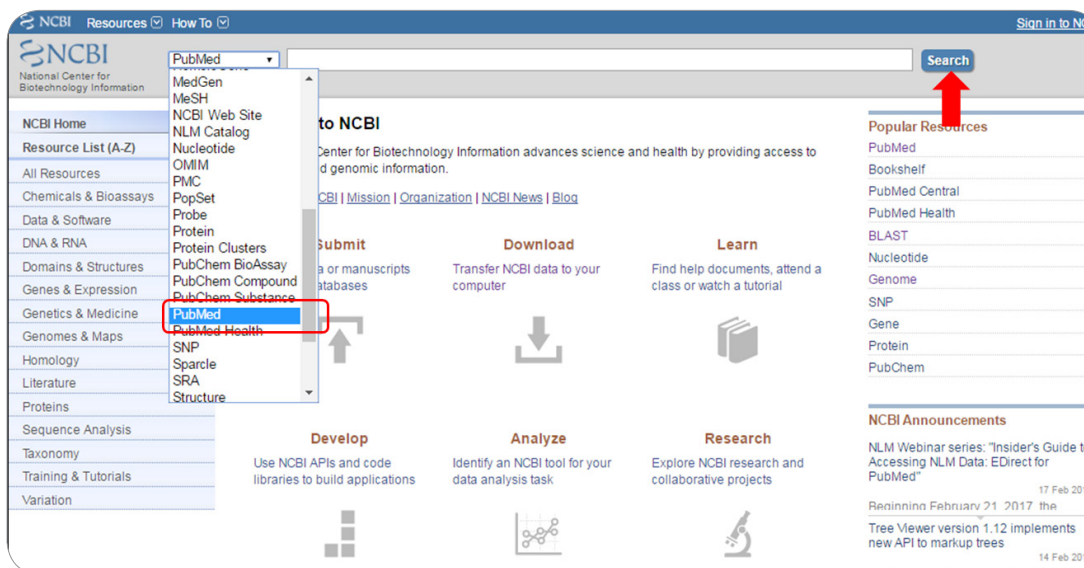 NCBI Resources How To Sign in to NC
NCBI
National Center for
Biotechnology Information
PubMed
Search
MedGen
MeSH
NCBI Web Site
NLM Catalog
Nucleotide
OMIM
PMC
PopSet
Probe
Protein
Protein Clusters
PubChem BioAssay
PubChem Compound
PubChem Substance
PubMed
PubMed Health
SNP
Sparcle
SRA
Structure
NCBI Home
Resource List (A-Z)
All Resources
Chemicals & Bioassays
Data & Software
DNA & RNA
Domains & Structures
Genes & Expression
Genetics & Medicine
Genomes & Maps
Homology
Literature
Proteins
Sequence Analysis
Taxonomy
Training & Tutorials
Variation
to NCBI
Center for Biotechnology Information advances science and health by providing access to
d genomic information.
CBI | Mission | Organization | NCBI News | Blog
Submit
a or manuscripts
atabases
Download
Transfer NCBI data to your
computer
Learn
Find help documents, attend a
class or watch a tutorial
Develop
Use NCBI APIs and code
libraries to build applications
Analyze
Identify an NCBI tool for your
data analysis task
Research
Explore NCBI research and
collaborative projects
Popular Resources
PubMed
Bookshelf
PubMed Central
PubMed Health
BLAST
Nucleotide
Genome
SNP
Gene
Protein
PubChem
NCBI Announcements
NLM Webinar series: "Insider's Guide t
Accessing NLM Data: EDirect for
PubMed"
17 Feb 201
Beginning February 21, 2017, the
Tree Viewer version 1.12 implements
new API to markup trees
14 Feb 201